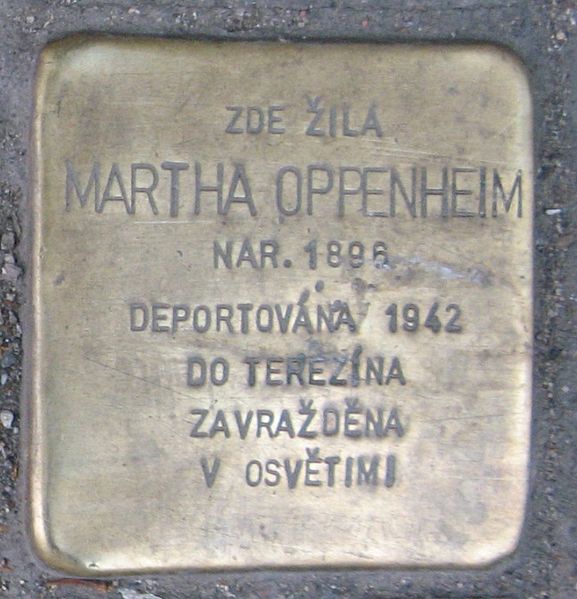 ZDE ŽILA
MARTHA OPPENHEIM
NAR. 1896
DEPORTOVÁNA 1942
DO TEREZÍNA
ZAVRAŽDĚNA
V OSVĚTIMI